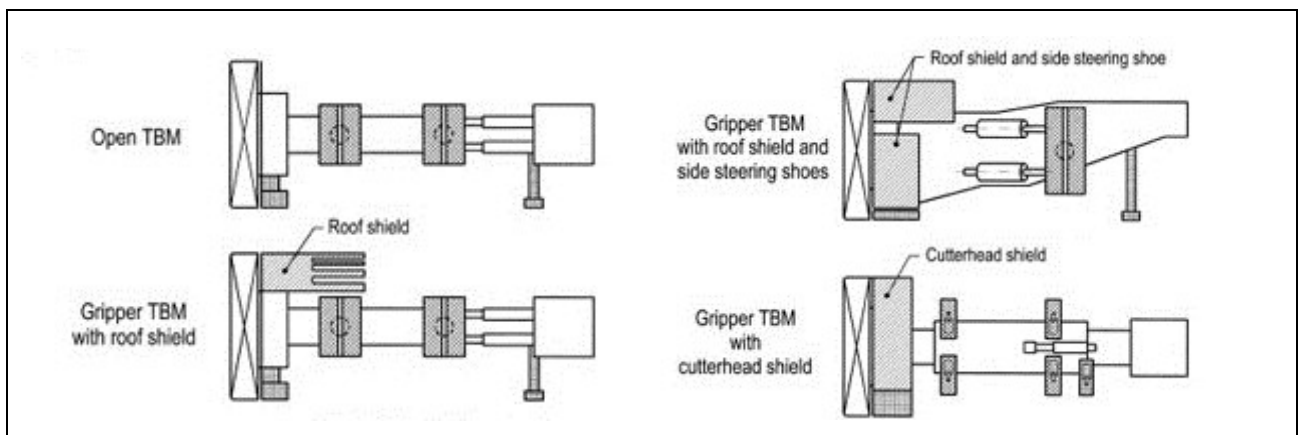 Open TBM
Roof shield
Gripper TBM
with roof shield
Roof shield and side steering shoe
Gripper TBM
with roof shield and
side steering shoes
Cutterhead shield
Gripper TBM
with
cutterhead shield